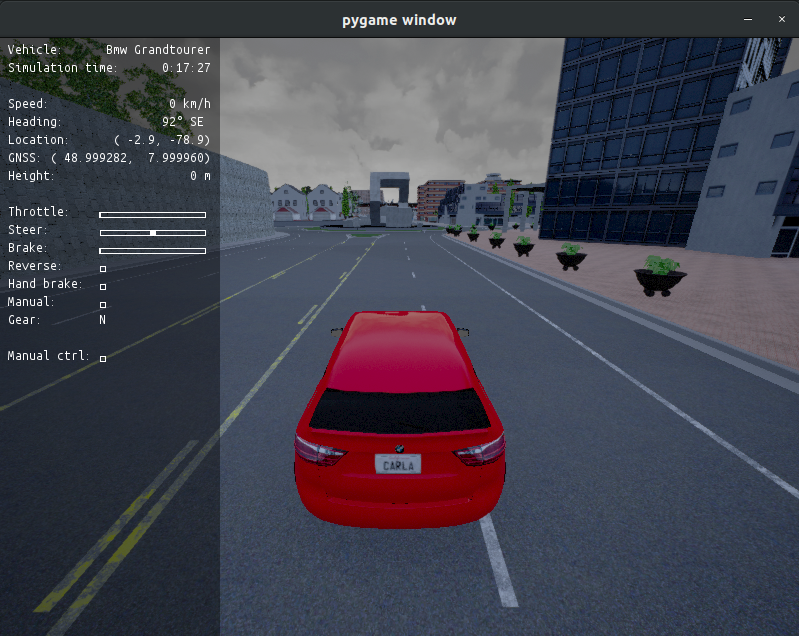 pygame window
Vehicle: Bmw Grandtourer
Simulation time: 0:17:27
Speed: 0 km/h
Heading: 92° SE
Location: ( -2.9, -78.9)
GNSS: ( 48.999282, 7.999960)
Height: 0 m
Throttle:
Steer:
Brake:
Reverse:
Hand brake:
Manual:
Gear: N
Manual ctrl:
CARLA